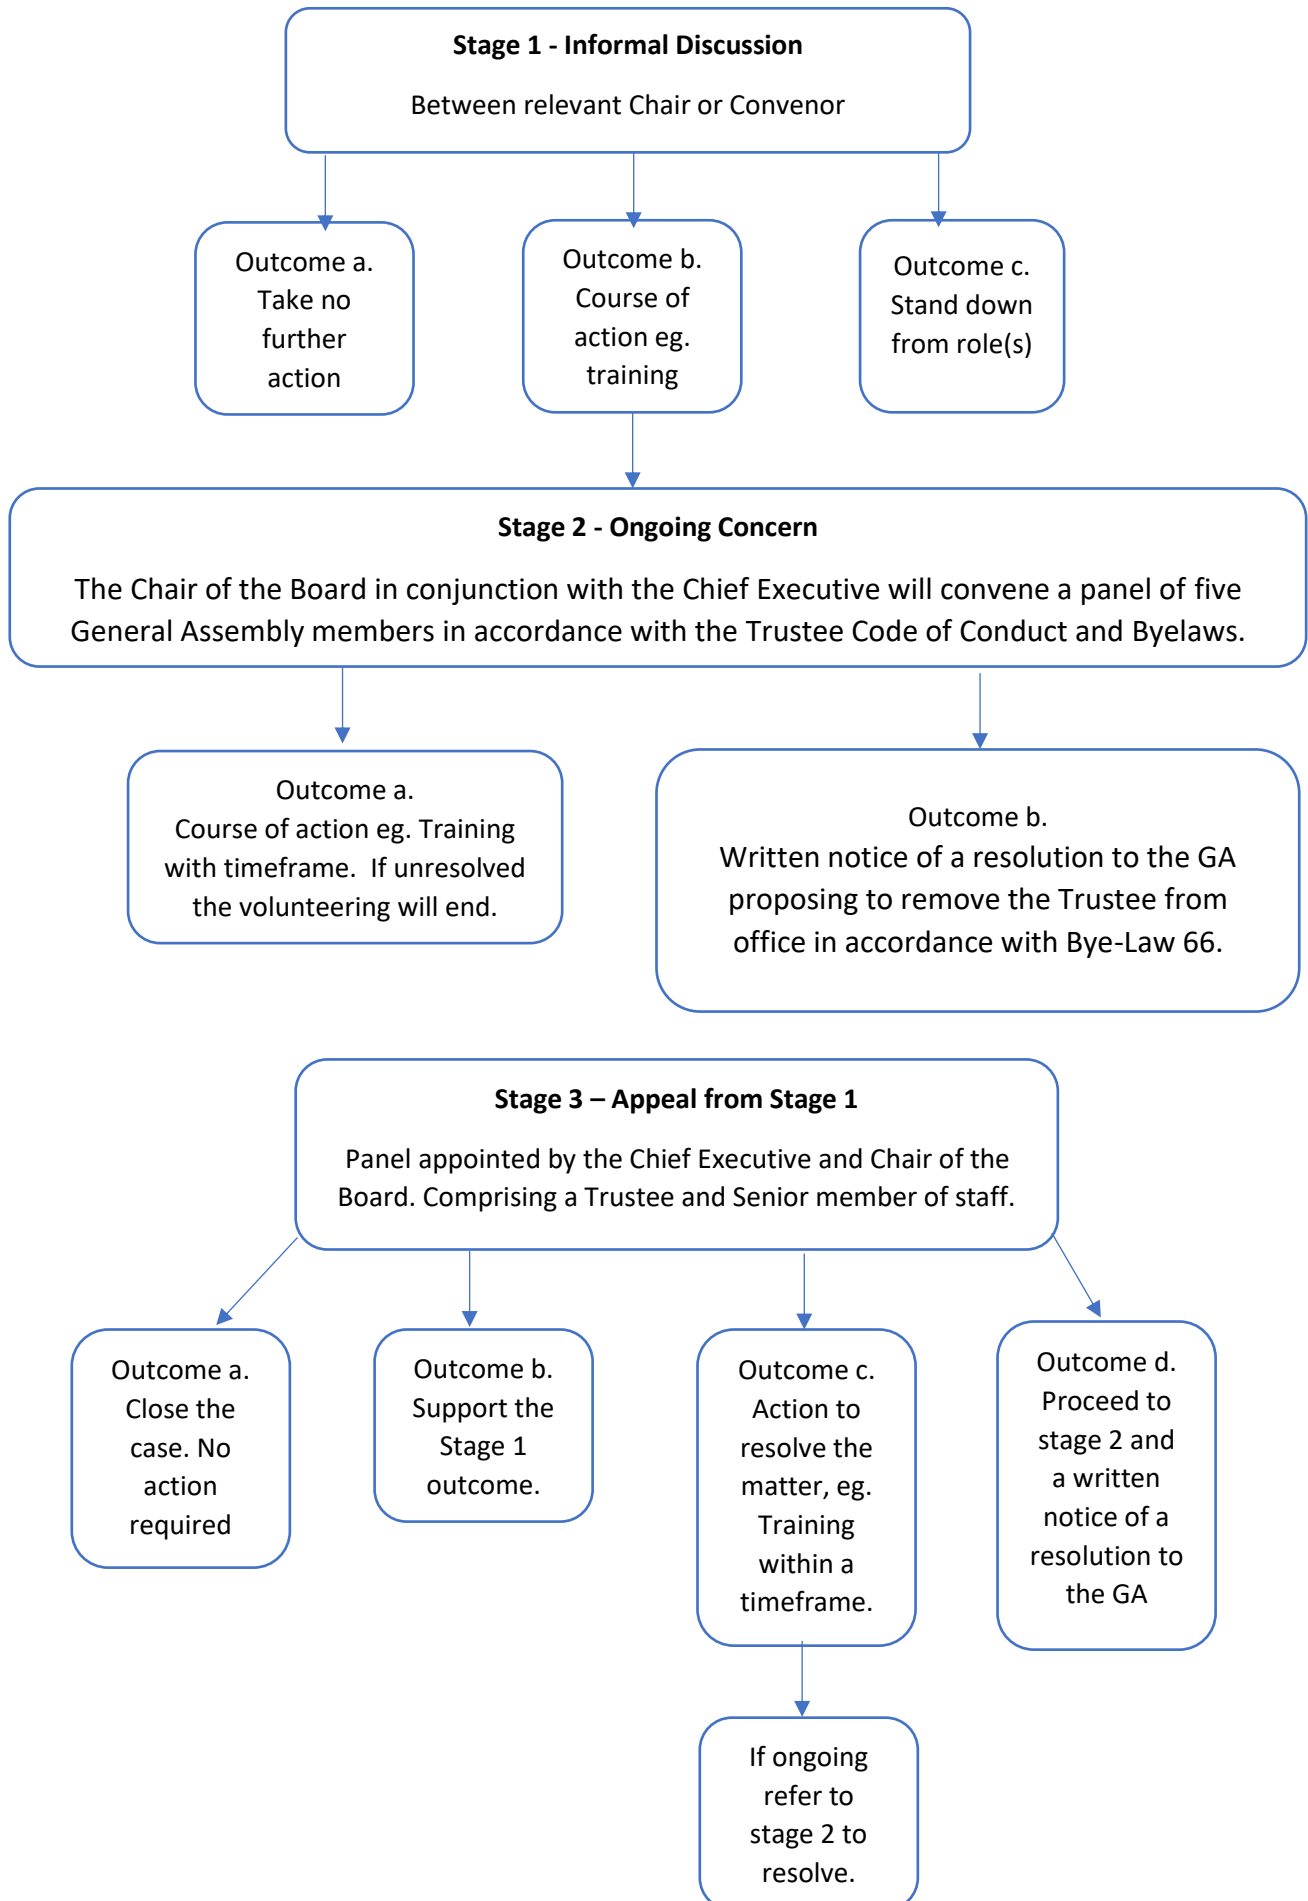 Stage 1 - Informal Discussion
Between relevant Chair or Convenor
Outcome a.
Take no
further
action
Outcome b.
Course of
action eg.
training
Outcome c.
Stand down
from role(s)
Stage 2 - Ongoing Concern
The Chair of the Board in conjunction with the Chief Executive will convene a panel of five
General Assembly members in accordance with the Trustee Code of Conduct and Byelaws.
Outcome a.
Course of action eg. Training
with timeframe.  If unresolved
the volunteering will end.
Outcome b.
Written notice of a resolution to the GA
proposing to remove the Trustee from
office in accordance with Bye-Law 66.
Stage 3 – Appeal from Stage 1
Panel appointed by the Chief Executive and Chair of the
Board. Comprising a Trustee and Senior member of staff.
Outcome a.
Close the
case. No
action
required
Outcome b.
Support the
Stage 1
outcome.
Outcome c.
Action to
resolve the
matter, eg.
Training
within a
timeframe.
Outcome d.
Proceed to
stage 2 and
a written
notice of a
resolution to
the GA
If ongoing
refer to
stage 2 to
resolve.